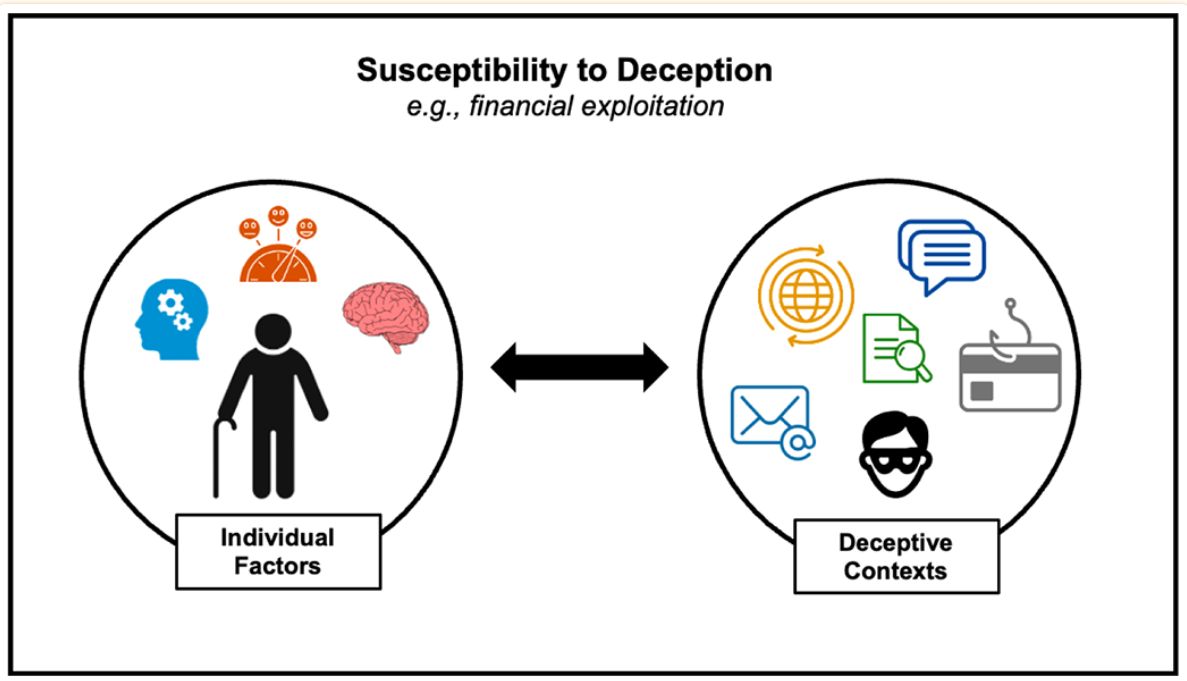 Susceptibility to Deception
e.g., financial exploitation
Individual
Factors
Deceptive
Contexts